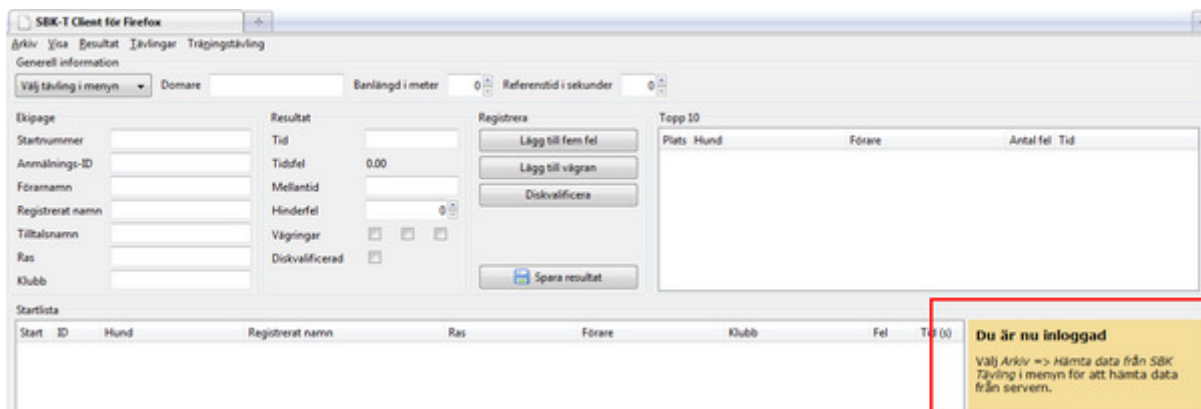 SBK-T Client för Firefox
Arkiv Visa Resultat Tävlingar Träningstävling
Generell information
Välj tävling i menyn Domare Banlängd i meter 0 Referenstid i sekunder 0
Ekipage Resultat Registrera Topp 10
Startnummer Tid Lägg till fem fel Plats Hund Förare Antal fel Tid
Anmälnings-ID Tidsfel 0.00 Lägg till vägran
Förarnamn Mellantid Diskvalificera
Registrerat namn Hinderfel 0
Tilltalsnamn Vägringar
Ras Diskvalificerad
Klubb Spara resultat
Startlista
Start ID Hund Registrerat namn Ras Förare Klubb Fel Tid (s)
Du är nu inloggad
Välj Arkiv => Hämta data från SBK
Tävling i menyn för att hämta data
från servern.